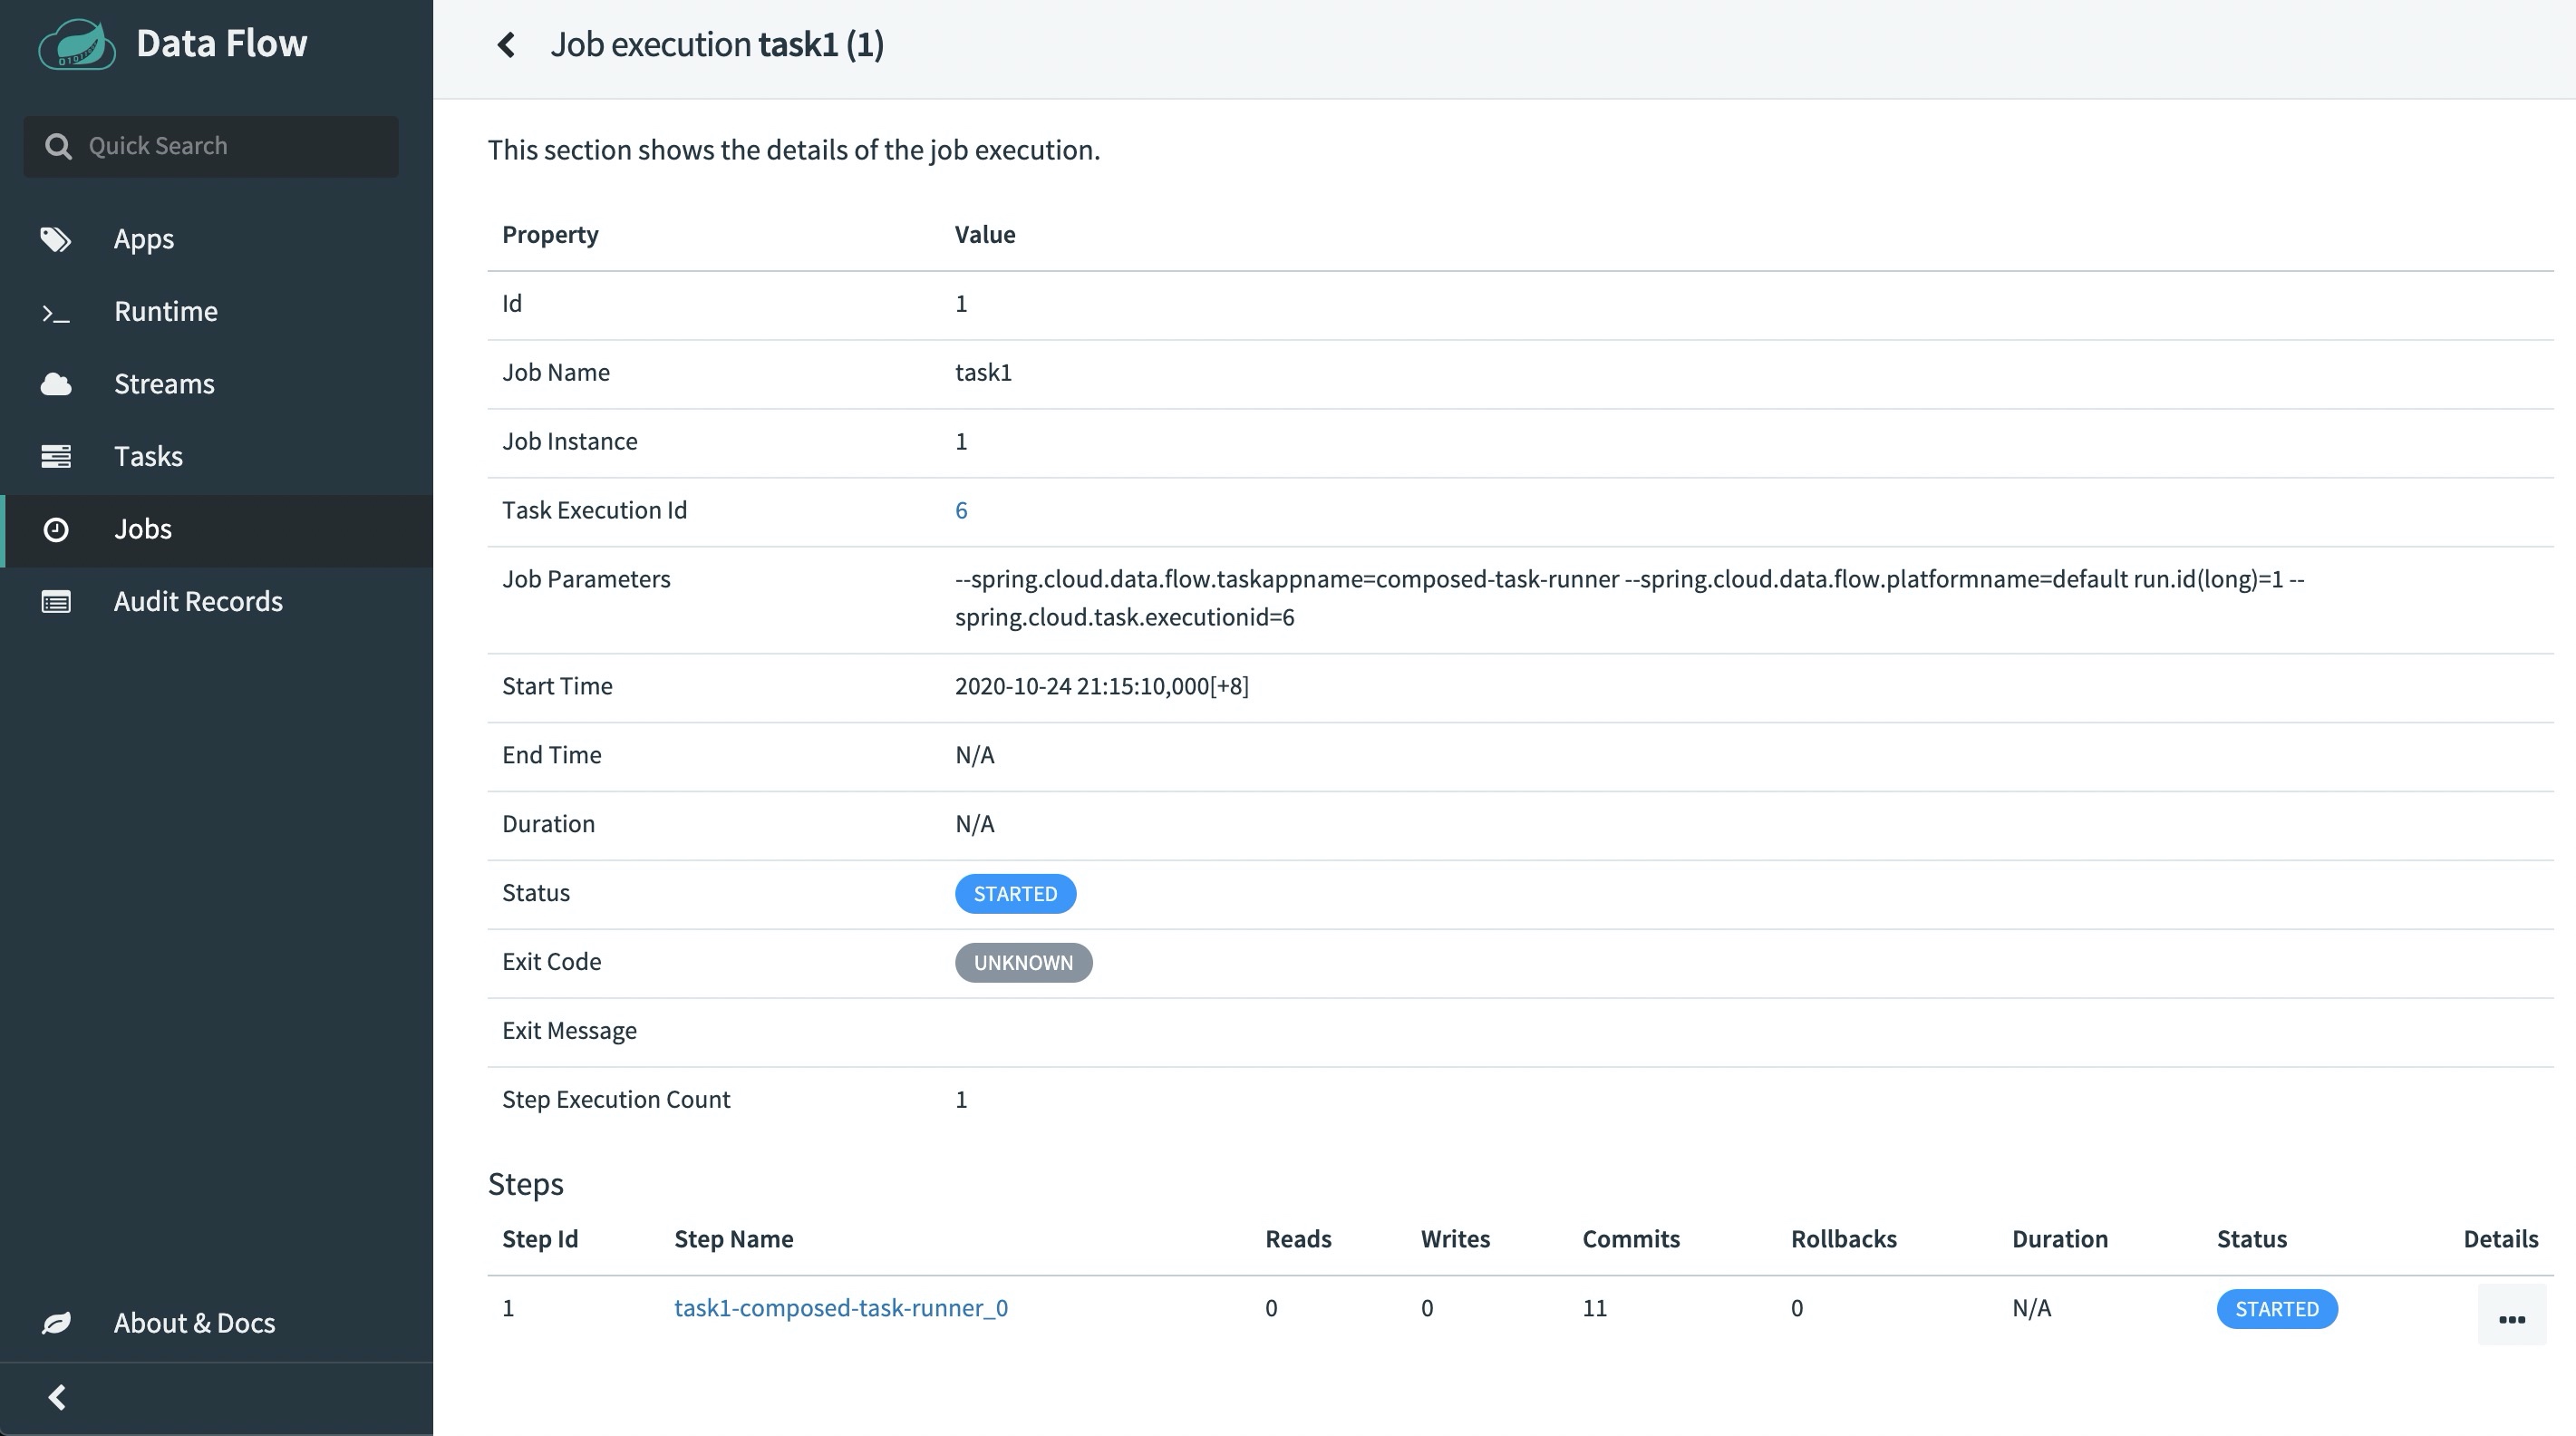 Data Flow
Quick Search
Apps
Runtime
Streams
Tasks
Jobs
Audit Records
About & Docs
Job execution task1 (1)
This section shows the details of the job execution.
Property Value
Id 1
Job Name task1
Job Instance 1
Task Execution Id 6
Job Parameters --spring.cloud.data.flow.taskappname=composed-task-runner --spring.cloud.data.flow.platformname=default run.id(long)=1 --
spring.cloud.task.executionid=6
Start Time 2020-10-24 21:15:10,000[+8]
End Time N/A
Duration N/A
Status STARTED
Exit Code UNKNOWN
Exit Message
Step Execution Count 1
Steps
Step Id Step Name Reads Writes Commits Rollbacks Duration Status Details
1 task1-composed-task-runner_0 0 0 11 0 N/A STARTED